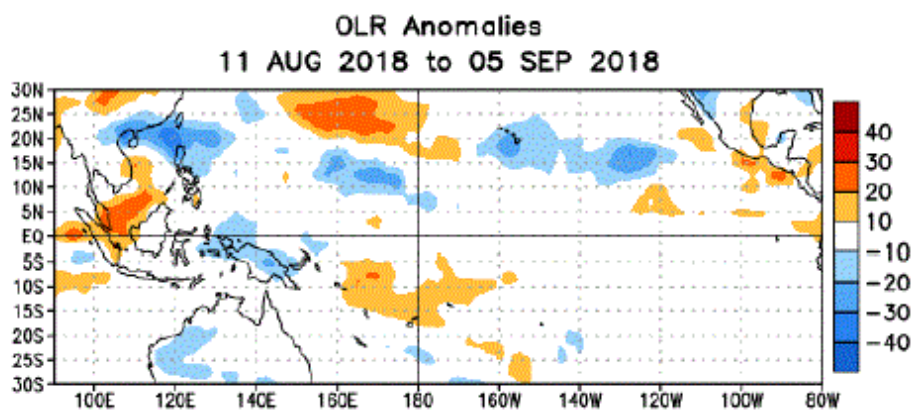 OLR Anomalies
11 AUG 2018 to 05 SEP 2018
30N
25N
20N
15N
10N
5N
EQ
5S
10S
15S
20S
25S
30S
100E 120E 140E 160E 180 160W 140W 120W 100W 80W
40
30
20
10
-10
-20
-30
-40